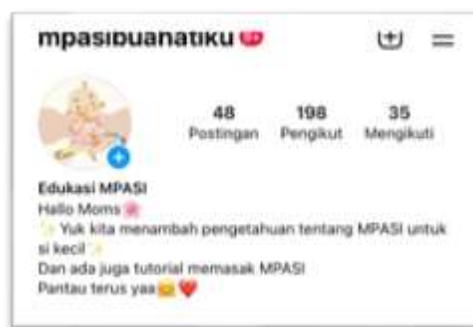 mpasibuanatiku 9+
48 198 35
Postingan Pengikut Mengikuti
Edukasi MPASI
Hallo Moms🌸
✨ Yuk kita menambah pengetahuan tentang MPASI untuk
si kecil✨
Dan ada juga tutorial memasak MPASI
Pantau terus yaa😊❤️